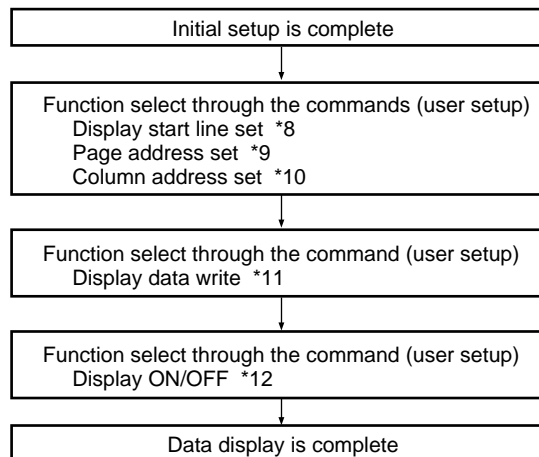 Initial setup is complete
Function select through the commands (user setup)
Display start line set *8
Page address set *9
Column address set *10
Function select through the command (user setup)
Display data write *11
Function select through the command (user setup)
Display ON/OFF *12
Data display is complete